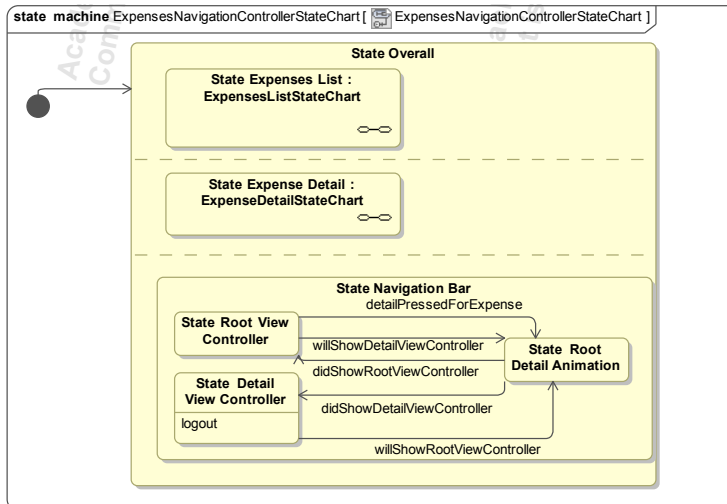 state machine ExpensesNavigationControllerStateChart [ ExpensesNavigationControllerStateChart ]
State Overall
State Expenses List :
ExpensesListStateChart
State Expense Detail :
ExpenseDetailStateChart
State Navigation Bar
detailPressedForExpense
State Root View
Controller
willShowDetailViewController
State Root
Detail Animation
didShowRootViewController
State Detail
View Controller
didShowDetailViewController
logout
willShowRootViewController